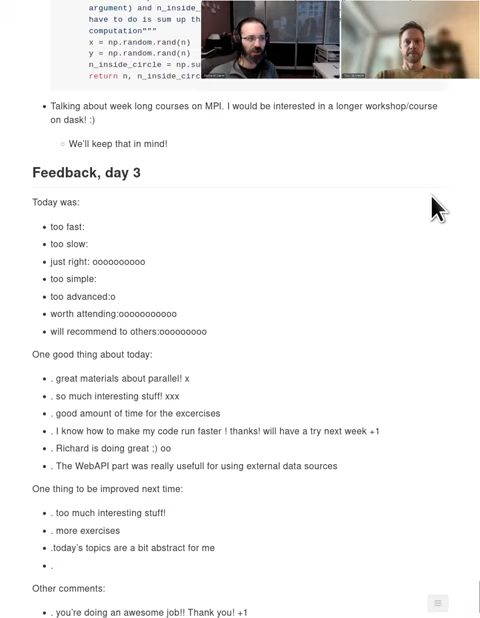 argument) and n_inside_
have to do is sum up th
computation"""
x = np.random.rand(n)
y = np.random.rand(n)
n_inside_circle = np.su
return n, n_inside_circ
Talking about week long courses on MPI. I would be interested in a longer workshop/course
on dask! :)
We'll keep that in mind!
Feedback, day 3
Today was:
too fast:
too slow:
just right: oooooooooo
too simple:
too advanced:o
worth attending:ooooooooooo
will recommend to others:ooooooooo
One good thing about today:
. great materials about parallel! x
. so much interesting stuff! xxx
. good amount of time for the excercises
. I know how to make my code run faster ! thanks! will have a try next week +1
. Richard is doing great ;) oo
. The WebAPI part was really usefull for using external data sources
One thing to be improved next time:
. too much interesting stuff!
. more exercises
.today's topics are a bit abstract for me
.
Other comments:
. you're doing an awesome job!! Thank you! +1